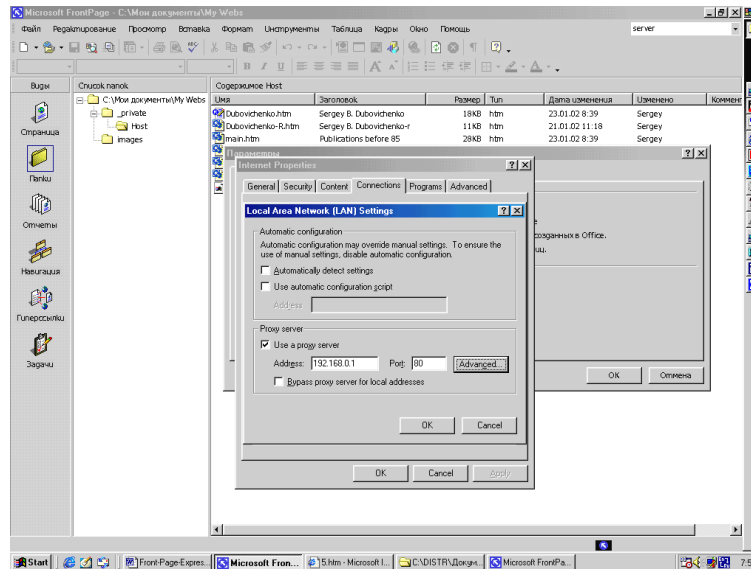 Microsoft FrontPage - C:\Мои документы\My Webs
Файл Редактирование Просмотр Вставка Формат Инструменты Таблица Кадры Окно Помощь
server
Виды
Список папок
Содержимое Host
C:\Мои документы\My Webs
_private
Host
images
Имя Заголовок Размер Тип Дата изменения Изменено Коммент
Dubovichenko.htm Sergey B. Dubovichenko 18KB htm 23.01.02 8:39 Sergey
Dubovichenko-R.htm Sergey B. Dubovichenko-r 11KB htm 21.01.02 11:18 Sergey
main.htm Publications before 85 28KB htm 23.01.02 8:39 Sergey
Страница
Папки
Отчеты
Навигация
Гиперссылки
Задачи
Параметры
созданных в Office.
OK Отмена
Internet Properties
General Security Content Connections Programs Advanced
Local Area Network (LAN) Settings
Automatic configuration
Automatic configuration may override manual settings. To ensure the
use of manual settings, disable automatic configuration.
Automatically detect settings
Use automatic configuration script
Address
Proxy server
Use a proxy server
Address: 192.168.0.1 Port: 80 Advanced...
Bypass proxy server for local addresses
OK Cancel
OK Cancel Apply
Start Front-Page-Expres... Microsoft Fron... 5.htm - Microsoft I... C:\DISTR\Докум... Microsoft FrontPa...